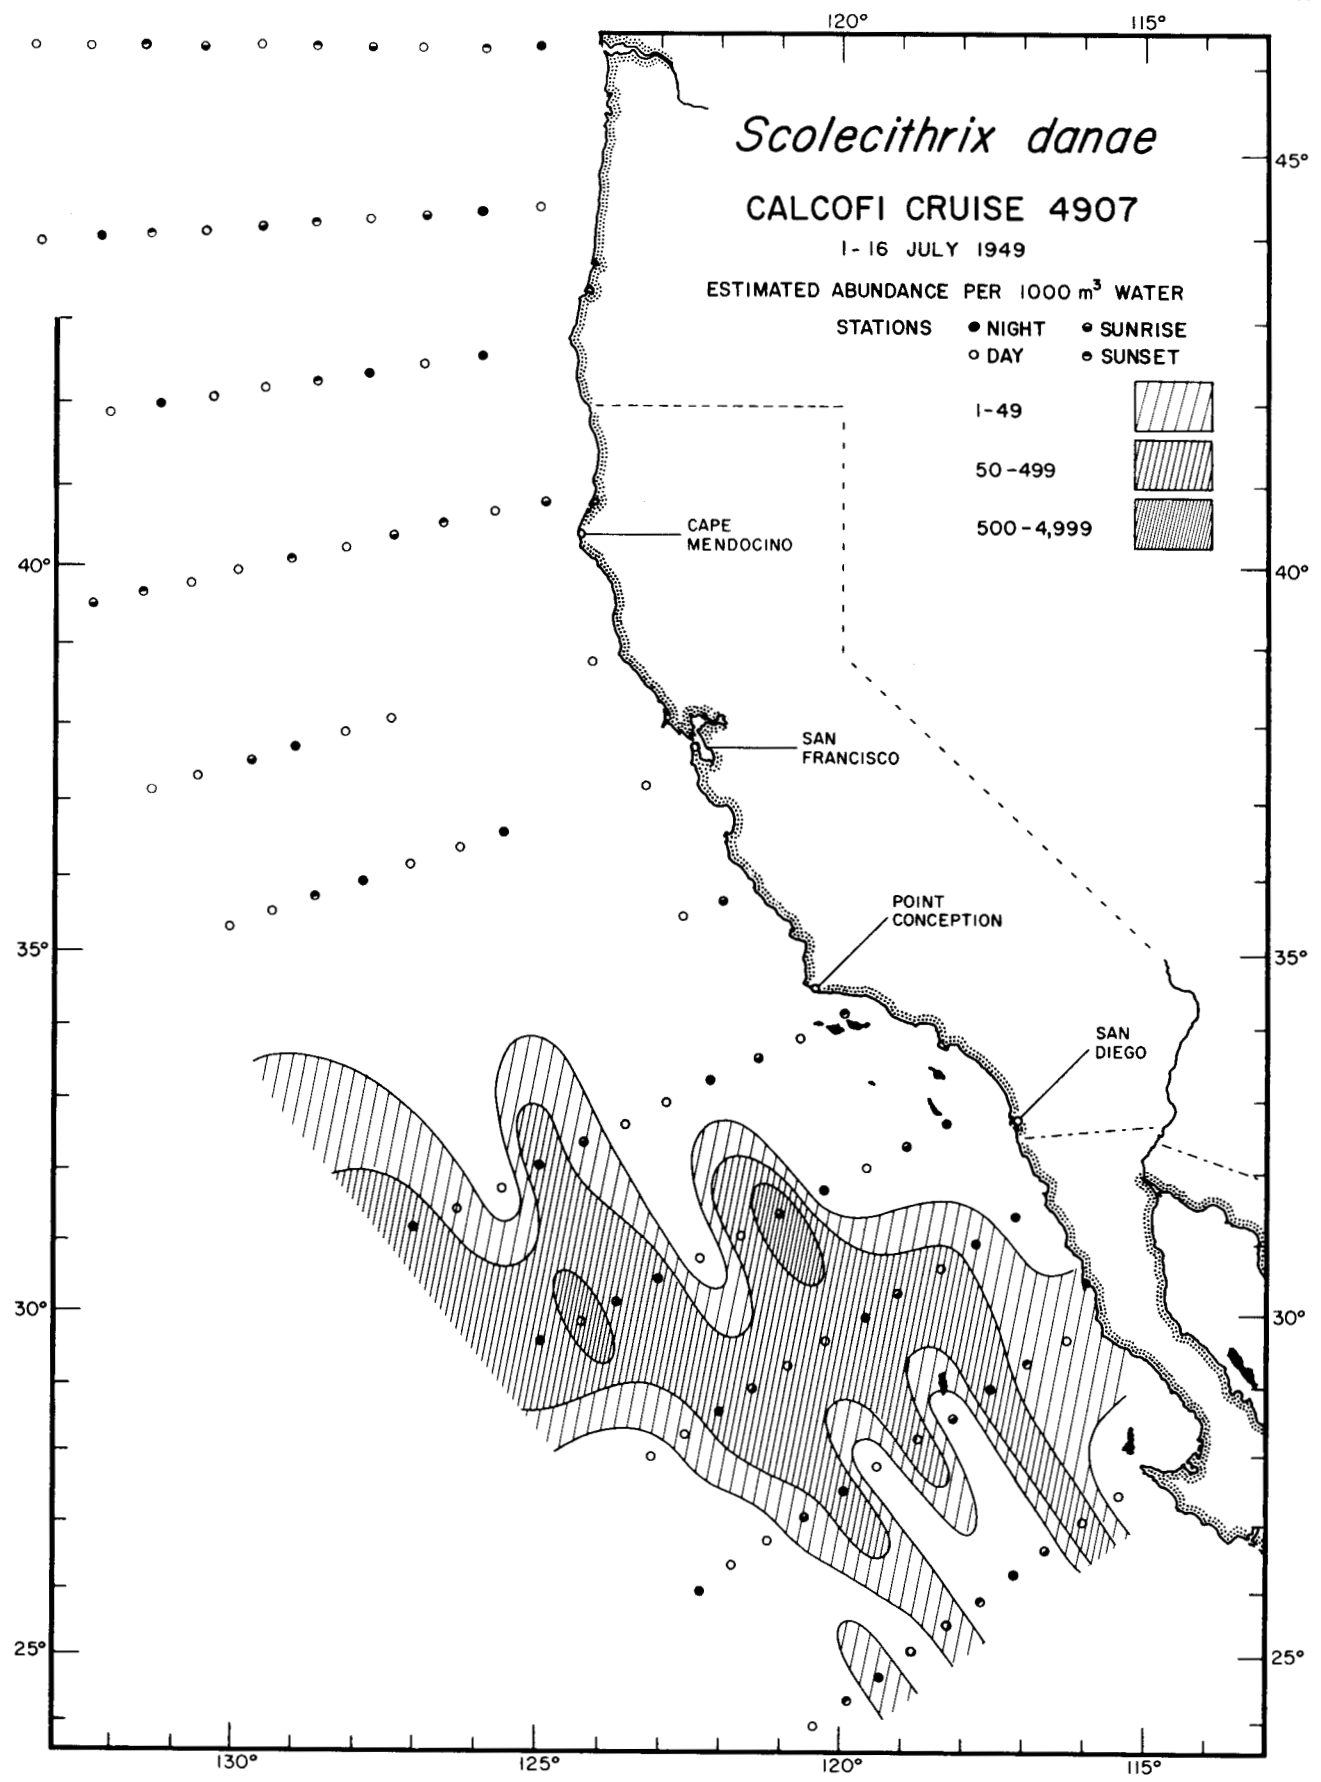 120° 115°
Scolecithrix danae
45°
CALCOFI CRUISE 4907
1-16 JULY 1949
ESTIMATED ABUNDANCE PER 1000 m³ WATER
STATIONS ● NIGHT ◒ SUNRISE
○ DAY ◓ SUNSET
1-49
50-499
500-4,999
CAPE
MENDOCINO
40° 40°
SAN
FRANCISCO
POINT
CONCEPTION
35° 35°
SAN
DIEGO
30° 30°
25° 25°
130° 125° 120° 115°